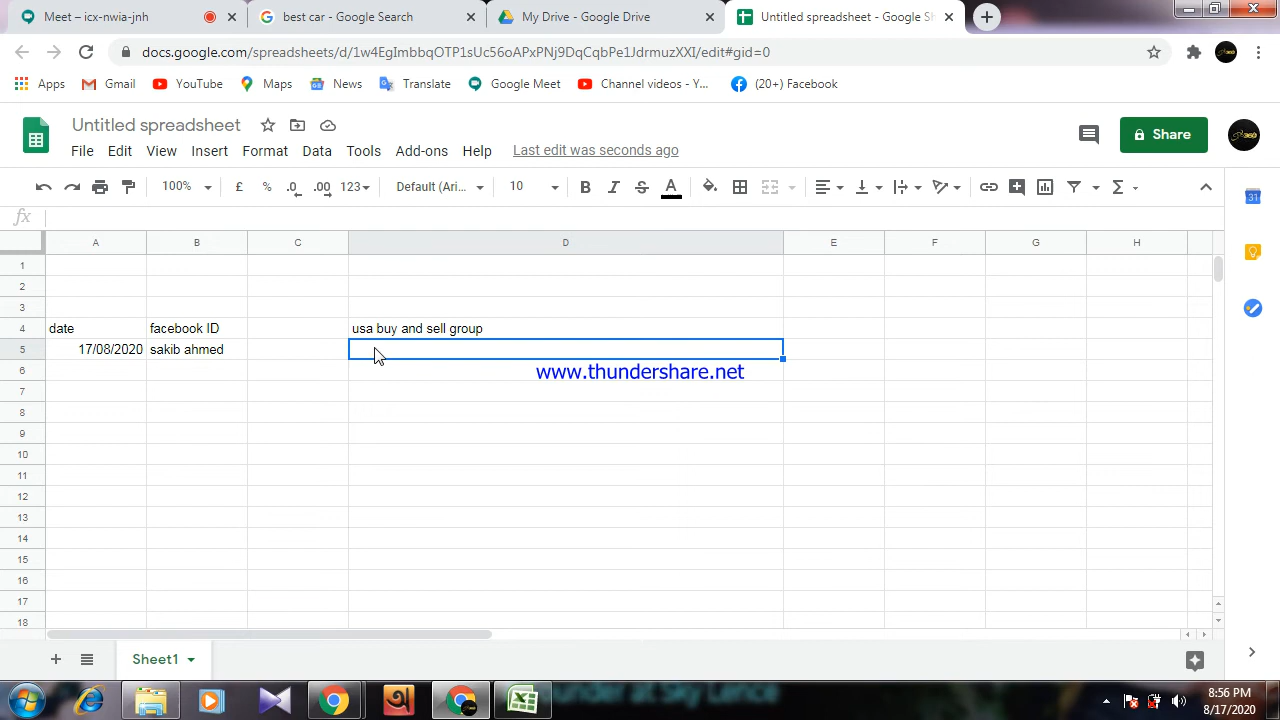 Meet – icx-nwia-jnh
- Google Search
My Drive - Google Drive
Untitled spreadsheet - Google Sh
docs.google.com/spreadsheets/d/
/edit#gid=0
Apps
Gmail
YouTube
Maps
News
Translate
Google Meet
Channel videos - Y...
(20+) Facebook
Untitled spreadsheet
File Edit View Insert Format Data Tools Add-ons Help Last edit was seconds ago
Share
100% £ % .0 .00 123 Default (Ari... 10 B I S A Σ
31
fx
A B C D E F G H
1
2
3
4 date facebook ID usa buy and sell group
5 17/08/2020 sakib ahmed
6 www.thundershare.net
7
8
9
10
11
12
13
14
15
16
17
18
Sheet1
8:56 PM
8/17/2020